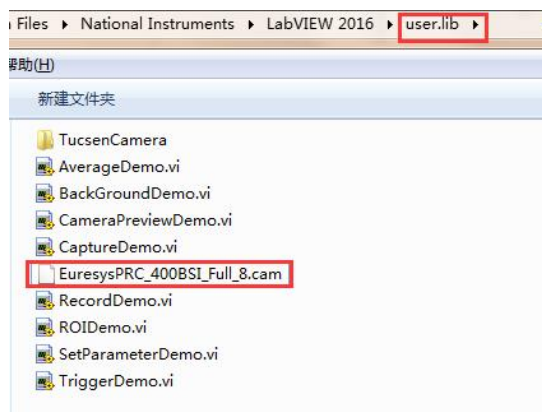 Files ▸ National Instruments ▸ LabVIEW 2016 ▸ user.lib ▸
帮助(H)
新建文件夹
TucsenCamera
AverageDemo.vi
BackGroundDemo.vi
CameraPreviewDemo.vi
CaptureDemo.vi
EuresysPRC_400BSI_Full_8.cam
RecordDemo.vi
ROIDemo.vi
SetParameterDemo.vi
TriggerDemo.vi